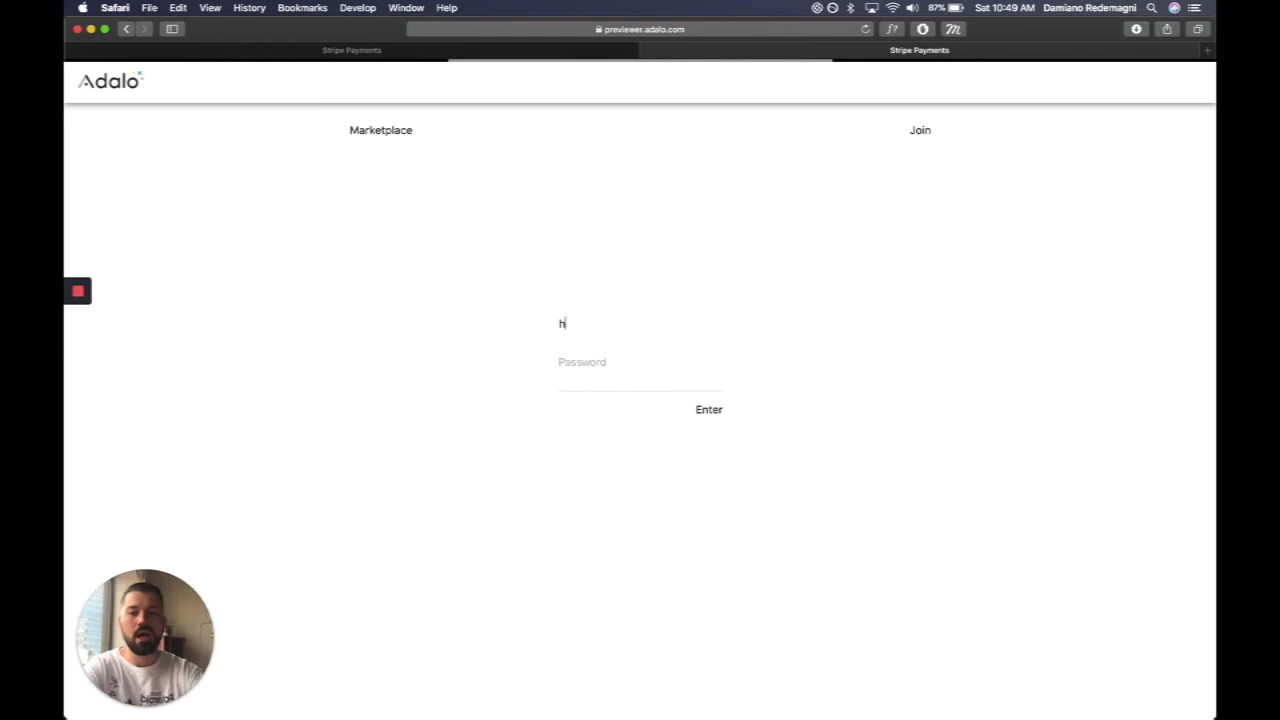 Safari File Edit View History Bookmarks Develop Window Help 87% Sat 10:49 AM Damiano Redemagni
previewer.adalo.com f?
Stripe Payments Stripe Payments
Adalo
Marketplace Join
h
Password
Enter